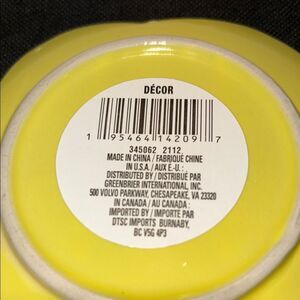 DÉCOR
1 95464 14209 7
345062 2112
MADE IN CHINA / FABRIQUÉ CHINE
IN U.S.A. / AUX É.-U. :
DISTRIBUTED BY / DISTRIBUÉ PAR
GREENBRIER INTERNATIONAL, INC.
500 VOLVO PARKWAY, CHESAPEAKE, VA 23320
IN CANADA / AU CANADA :
IMPORTED BY / IMPORTÉ PAR
DTSC IMPORTS BURNABY,
BC V5G 4P3